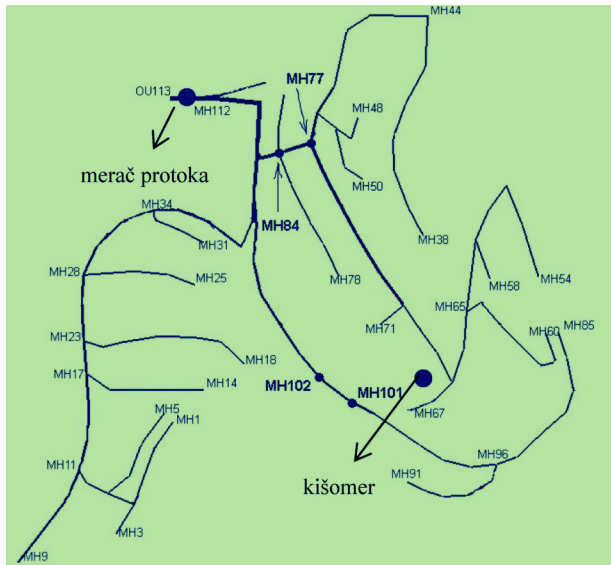 MH44
OU113
MH77
MH112
MH48
merač protoka
MH50
MH34
MH84
MH31
MH38
MH28
MH25
MH78
MH58
MH54
MH65
MH71
MH23
MH60
MH85
MH18
MH17
MH14
MH102
MH101
MH67
MH5
MH1
MH11
MH96
MH91
kišomer
MH3
MH9